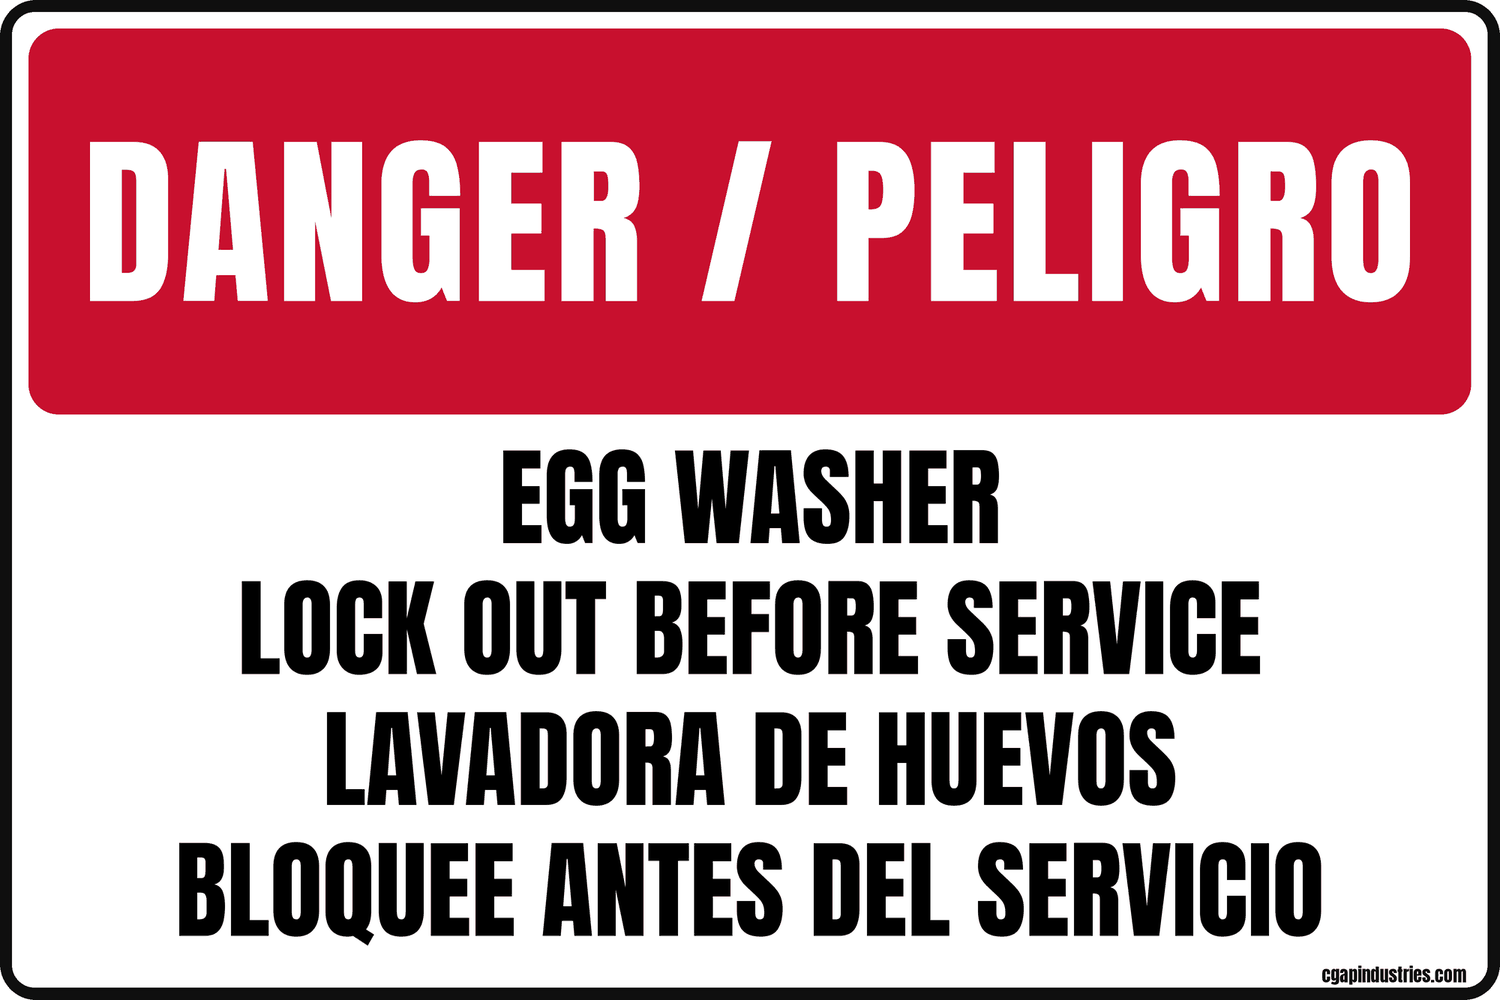 DANGER / PELIGRO
EGG WASHER
LOCK OUT BEFORE SERVICE
LAVADORA DE HUEVOS
BLOQUEE ANTES DEL SERVICIO
cgapindustries.com